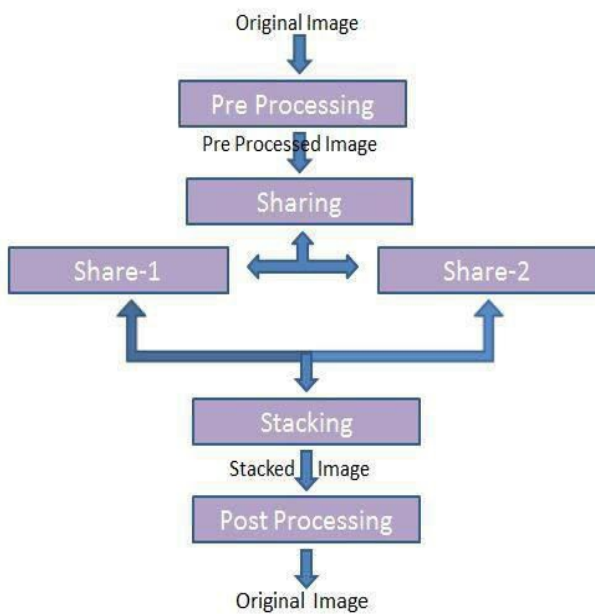 Original Image
Pre Processing
Pre Processed Image
Sharing
Share-1
Share-2
Stacking
Stacked Image
Post Processing
Original Image